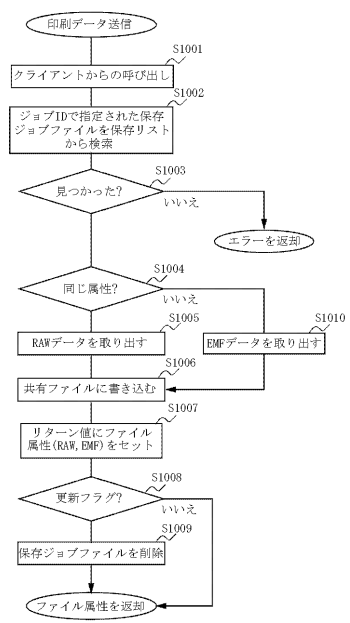 印刷データ送信
S1001
クライアントからの呼び出し
S1002
ジョブIDで指定された保存
ジョブファイルを保存リスト
から検索
S1003
見つかった?
いいえ
エラーを返却
S1004
同じ属性?
いいえ
S1005
RAWデータを取り出す
S1010
EMFデータを取り出す
S1006
共有ファイルに書き込む
S1007
リターン値にファイル
属性(RAW,EMF)をセット
S1008
更新フラグ?
いいえ
S1009
保存ジョブファイルを削除
ファイル属性を返却